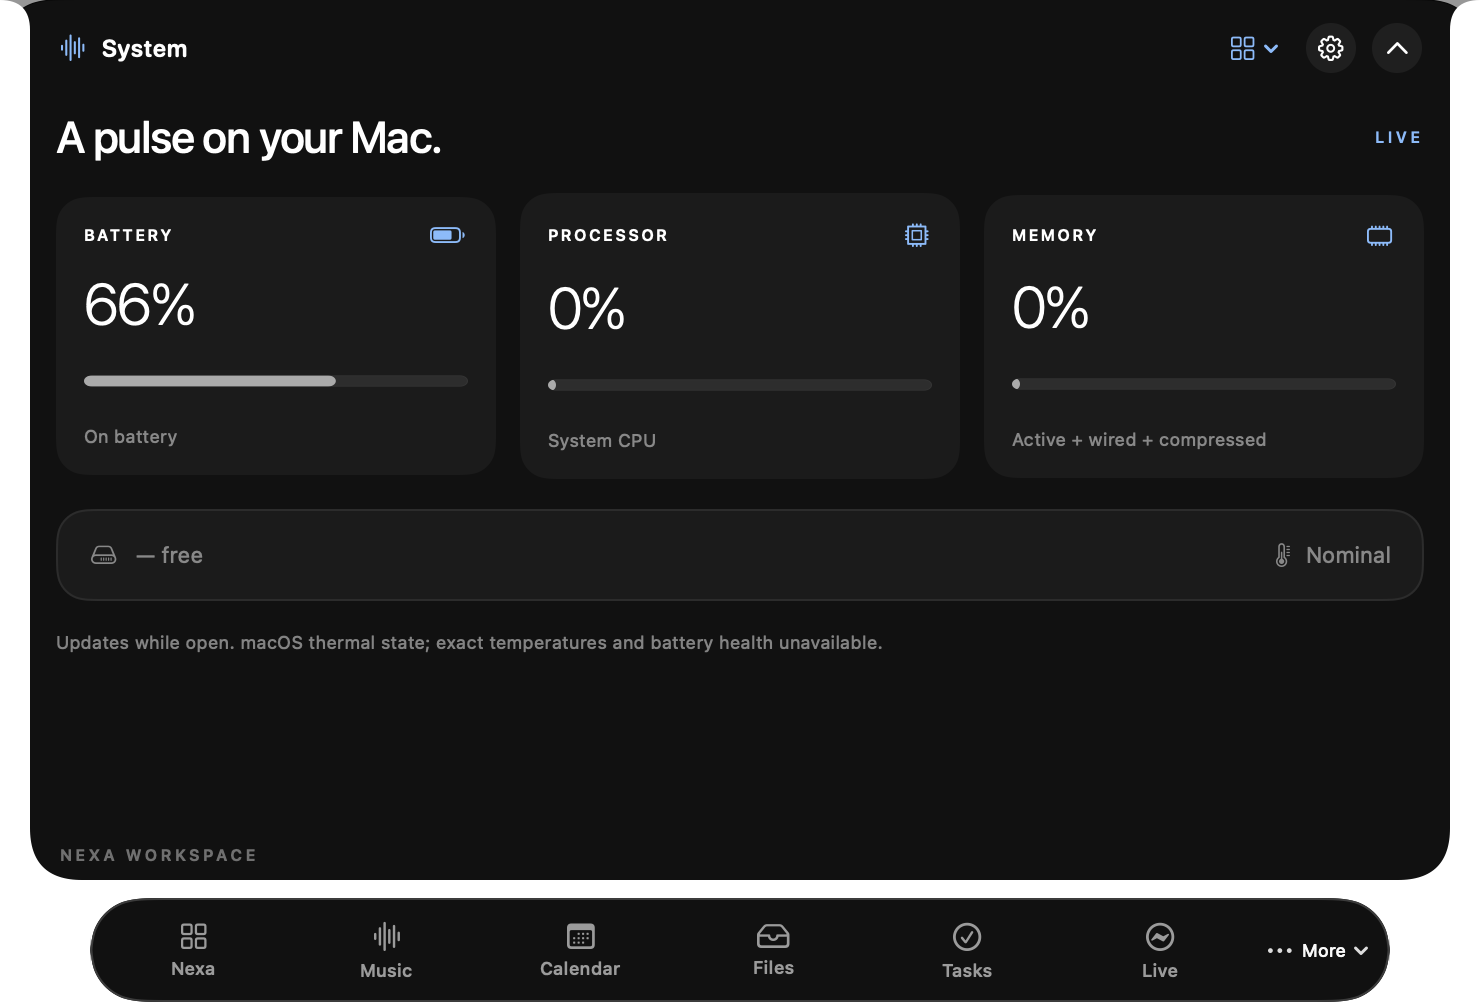 System
A pulse on your Mac.
LIVE
BATTERY
66%
On battery
PROCESSOR
0%
System CPU
MEMORY
0%
Active + wired + compressed
— free
Nominal
Updates while open. macOS thermal state; exact temperatures and battery health unavailable.
NEXA WORKSPACE
Nexa
Music
Calendar
Files
Tasks
Live
••• More